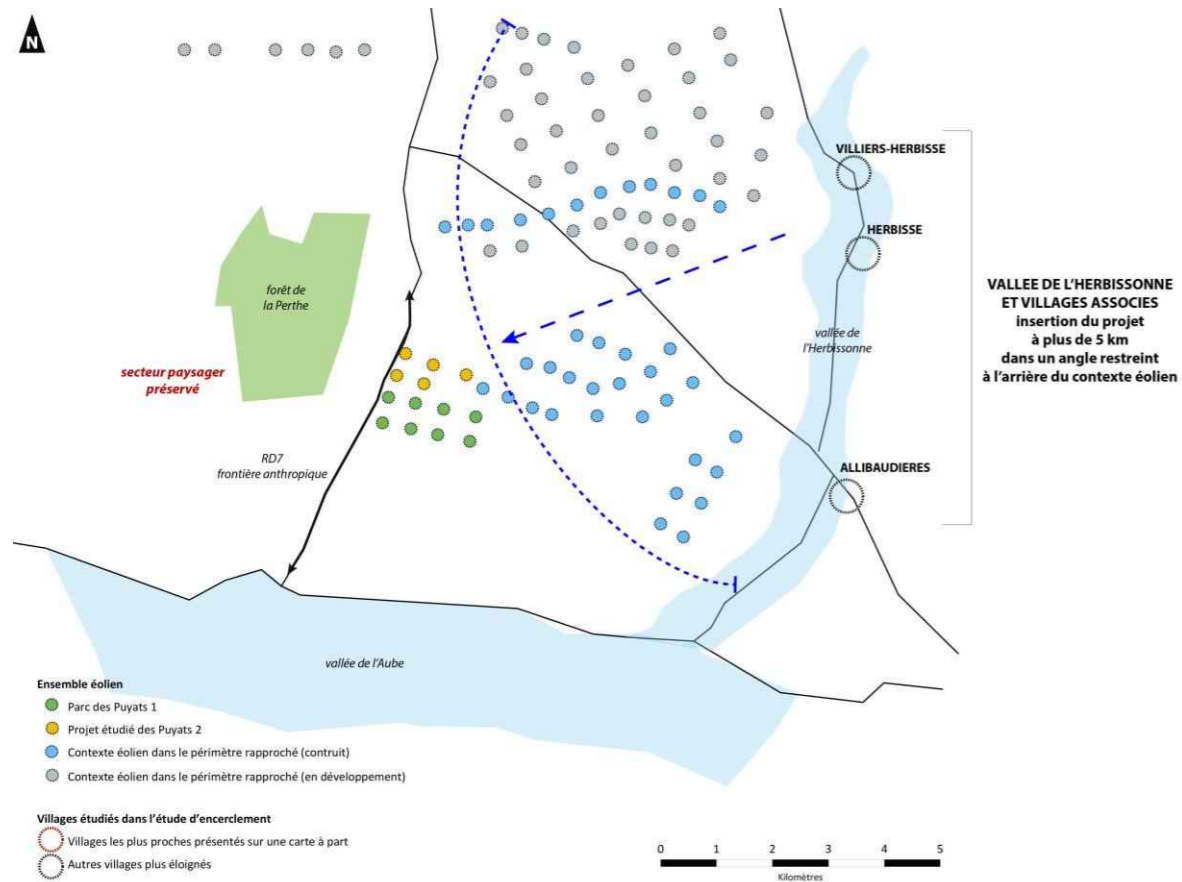 N
VILLIERS-HERBISSE
HERBISSE
VALLEE DE L'HERBISSONNE
ET VILLAGES ASSOCIES
insertion du projet
à plus de 5 km
dans un angle restreint
à l'arrière du contexte éolien
forêt de
la Perthe
vallée de
l'Herbissonne
secteur paysager
préservé
RD7
frontière anthropique
ALLIBAUDIERES
vallée de l'Aube
Ensemble éolien
Parc des Puyats 1
Projet étudié des Puyats 2
Contexte éolien dans le périmètre rapproché (contruit)
Contexte éolien dans le périmètre rapproché (en développement)
Villages étudiés dans l'étude d'encerclement
Villages les plus proches présentés sur une carte à part
Autres villages plus éloignés
0 1 2 3 4 5
Kilomètres